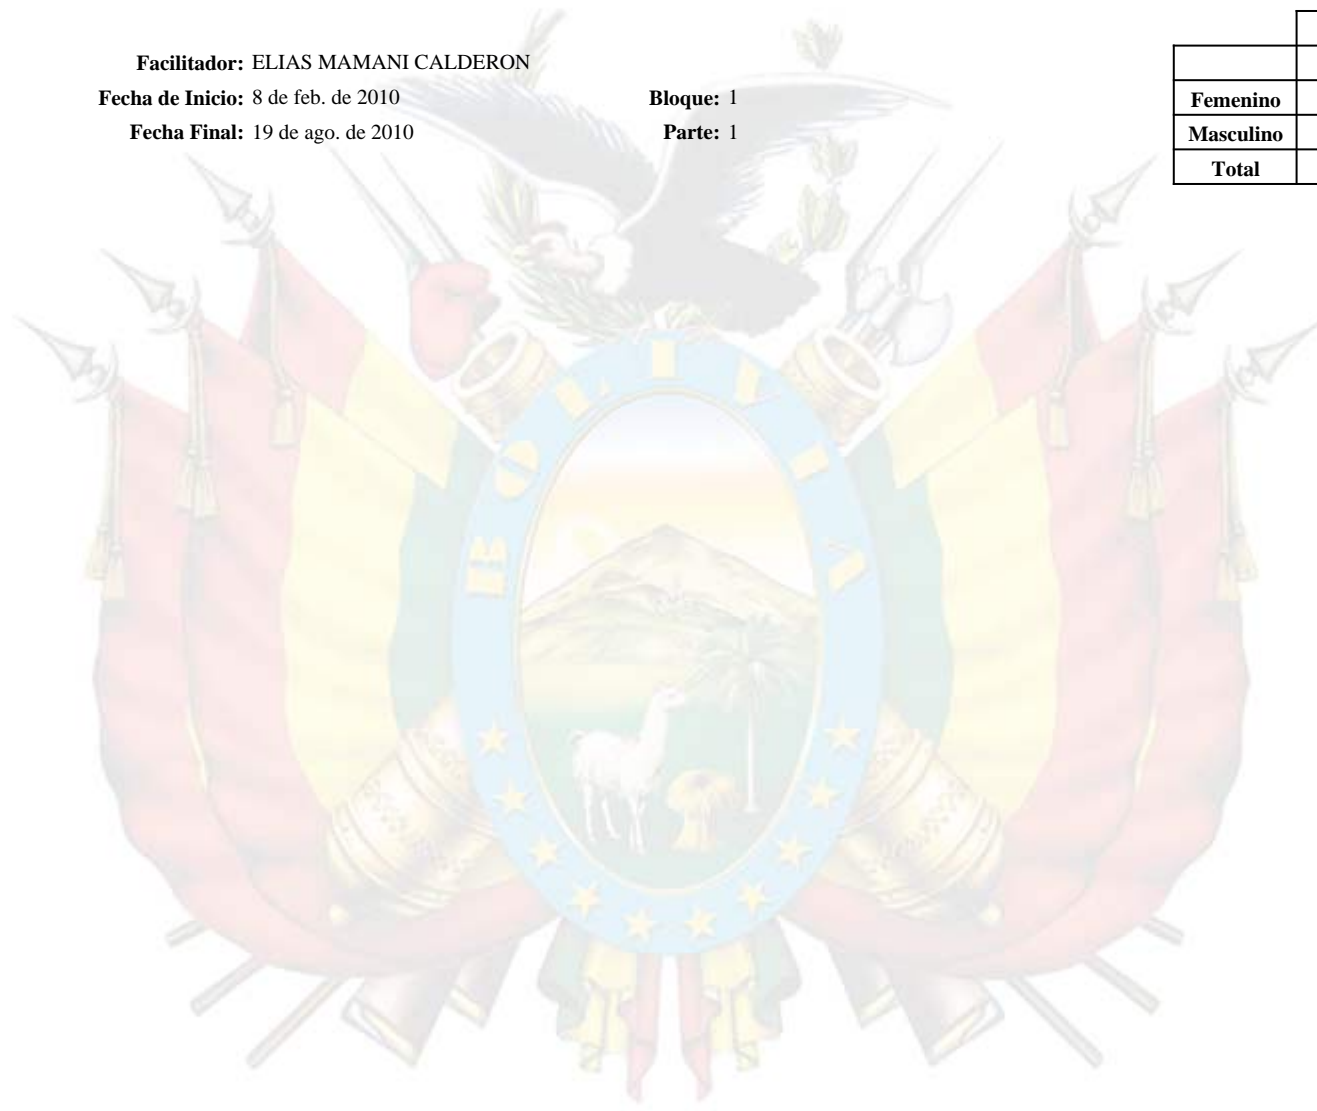 Facilitador: ELIAS MAMANI CALDERON
Fecha de Inicio: 8 de feb. de 2010 Bloque: 1
Fecha Final: 19 de ago. de 2010 Parte: 1
Femenino
Masculino
Total
BOLIVIA